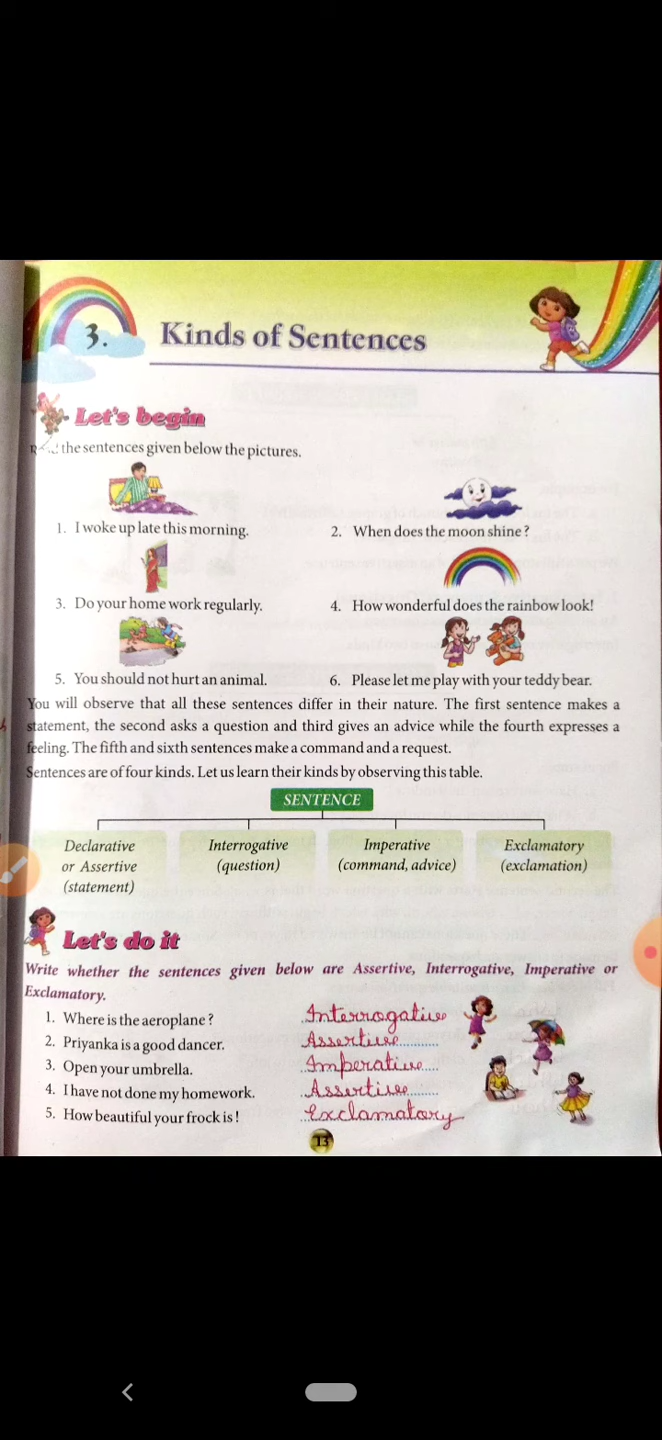 3. Kinds of Sentences
Let's begin
Read the sentences given below the pictures.
1. I woke up late this morning.
2. When does the moon shine?
3. Do your home work regularly.
4. How wonderful does the rainbow look!
5. You should not hurt an animal.
6. Please let me play with your teddy bear.
You will observe that all these sentences differ in their nature. The first sentence makes a
statement, the second asks a question and third gives an advice while the fourth expresses a
feeling. The fifth and sixth sentences make a command and a request.
Sentences are of four kinds. Let us learn their kinds by observing this table.
SENTENCE
Declarative
or Assertive
(statement)
Interrogative
(question)
Imperative
(command, advice)
Exclamatory
(exclamation)
Let's do it
Write whether the sentences given below are Assertive, Interrogative, Imperative or
Exclamatory.
1. Where is the aeroplane? Interrogative
2. Priyanka is a good dancer. Assertive
3. Open your umbrella. Imperative
4. I have not done my homework. Assertive
5. How beautiful your frock is! Exclamatory
13